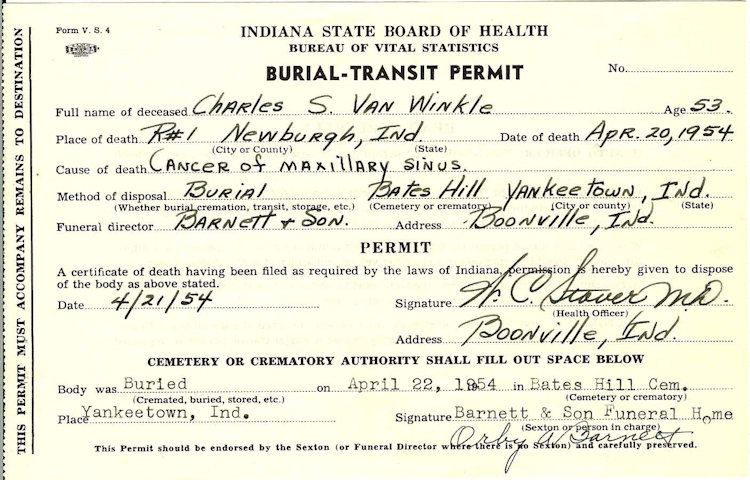 Form V. S. 4
INDIANA STATE BOARD OF HEALTH
BUREAU OF VITAL STATISTICS
BURIAL-TRANSIT PERMIT
No.
Full name of deceased Charles S. Van Winkle Age 53.
Place of death R#1 Newburgh, Ind. Date of death Apr. 20, 1954
(City or County) (State)
Cause of death Cancer of maxillary sinus.
Method of disposal Burial Bates Hill Yankeetown, Ind.
(Whether burial, cremation, transit, storage, etc.) (Cemetery or crematory) (City or county) (State)
Funeral director Barnett & Son. Address Boonville, Ind.
PERMIT
A certificate of death having been filed as required by the laws of Indiana, permission is hereby given to dispose
of the body as above stated.
Date 4/21/54 Signature W. C. Stover M.D.
(Health Officer)
Address Boonville, Ind.
CEMETERY OR CREMATORY AUTHORITY SHALL FILL OUT SPACE BELOW
Body was Buried on April 22, 1954 in Bates Hill Cem.
(Cremated, buried, stored, etc.) (Cemetery or crematory)
Place Yankeetown, Ind. Signature Barnett & Son Funeral Home
(Sexton or person in charge)
Orby A Barnett
This Permit should be endorsed by the Sexton (or Funeral Director where there is no Sexton) and carefully preserved.
THIS PERMIT MUST ACCOMPANY REMAINS TO DESTINATION